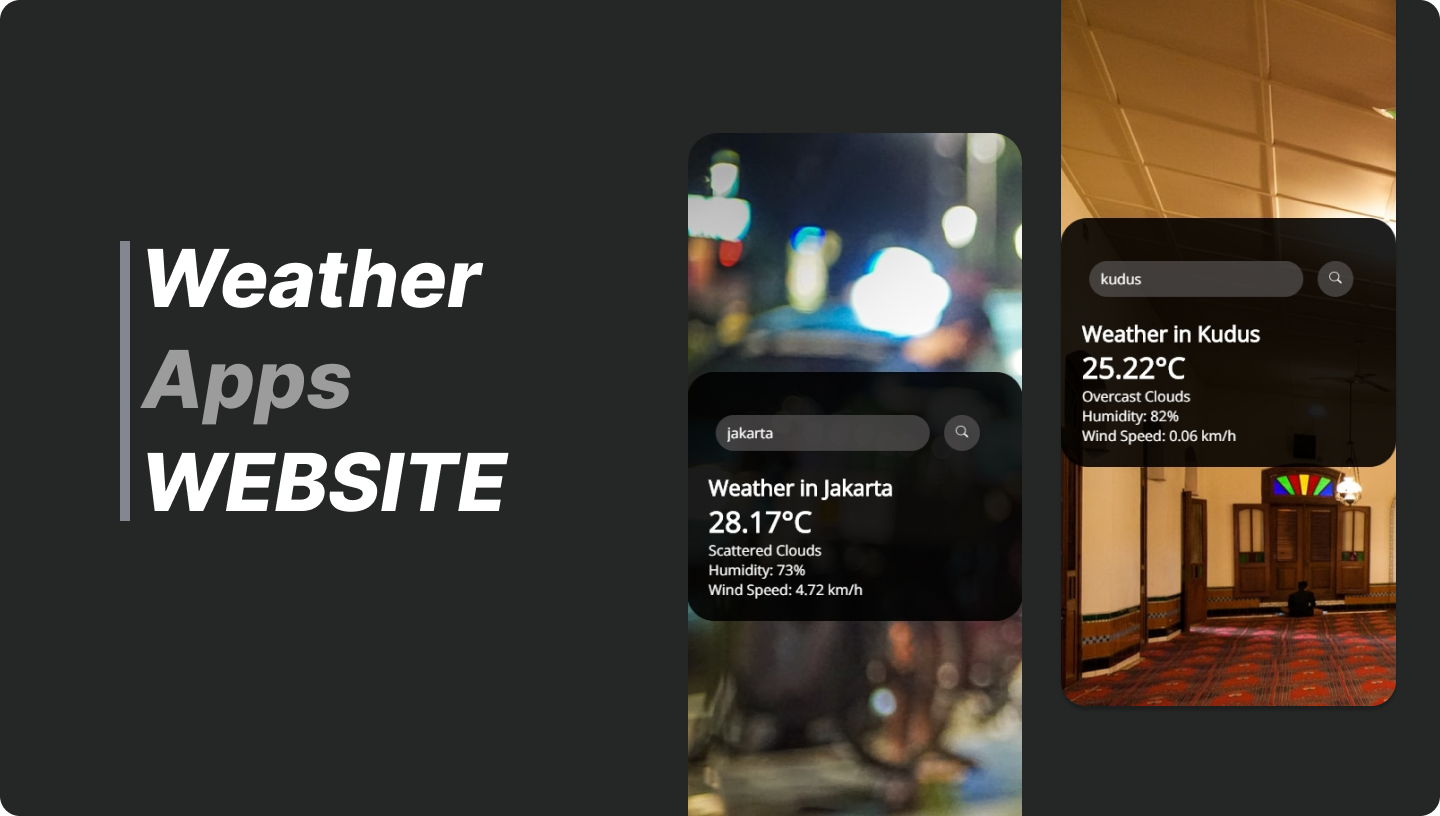 Weather
Apps
WEBSITE
jakarta
Weather in Jakarta
28.17°C
Scattered Clouds
Humidity: 73%
Wind Speed: 4.72 km/h
kudus
Weather in Kudus
25.22°C
Overcast Clouds
Humidity: 82%
Wind Speed: 0.06 km/h